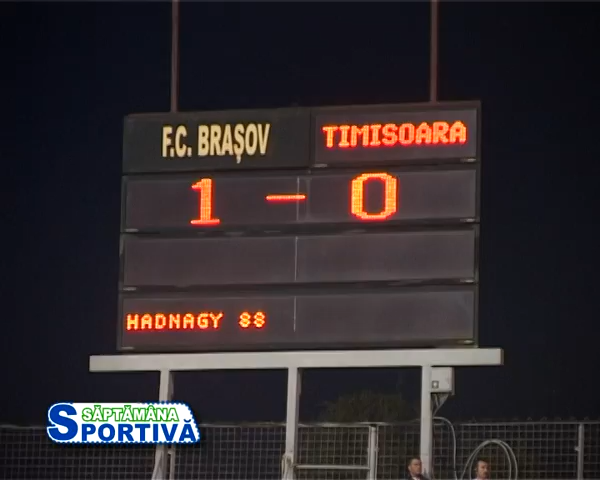 F.C. BRAȘOV TIMISOARA
1 – 0
HADNAGY 88
SĂPTĂMÂNA
SPORTIVĂ